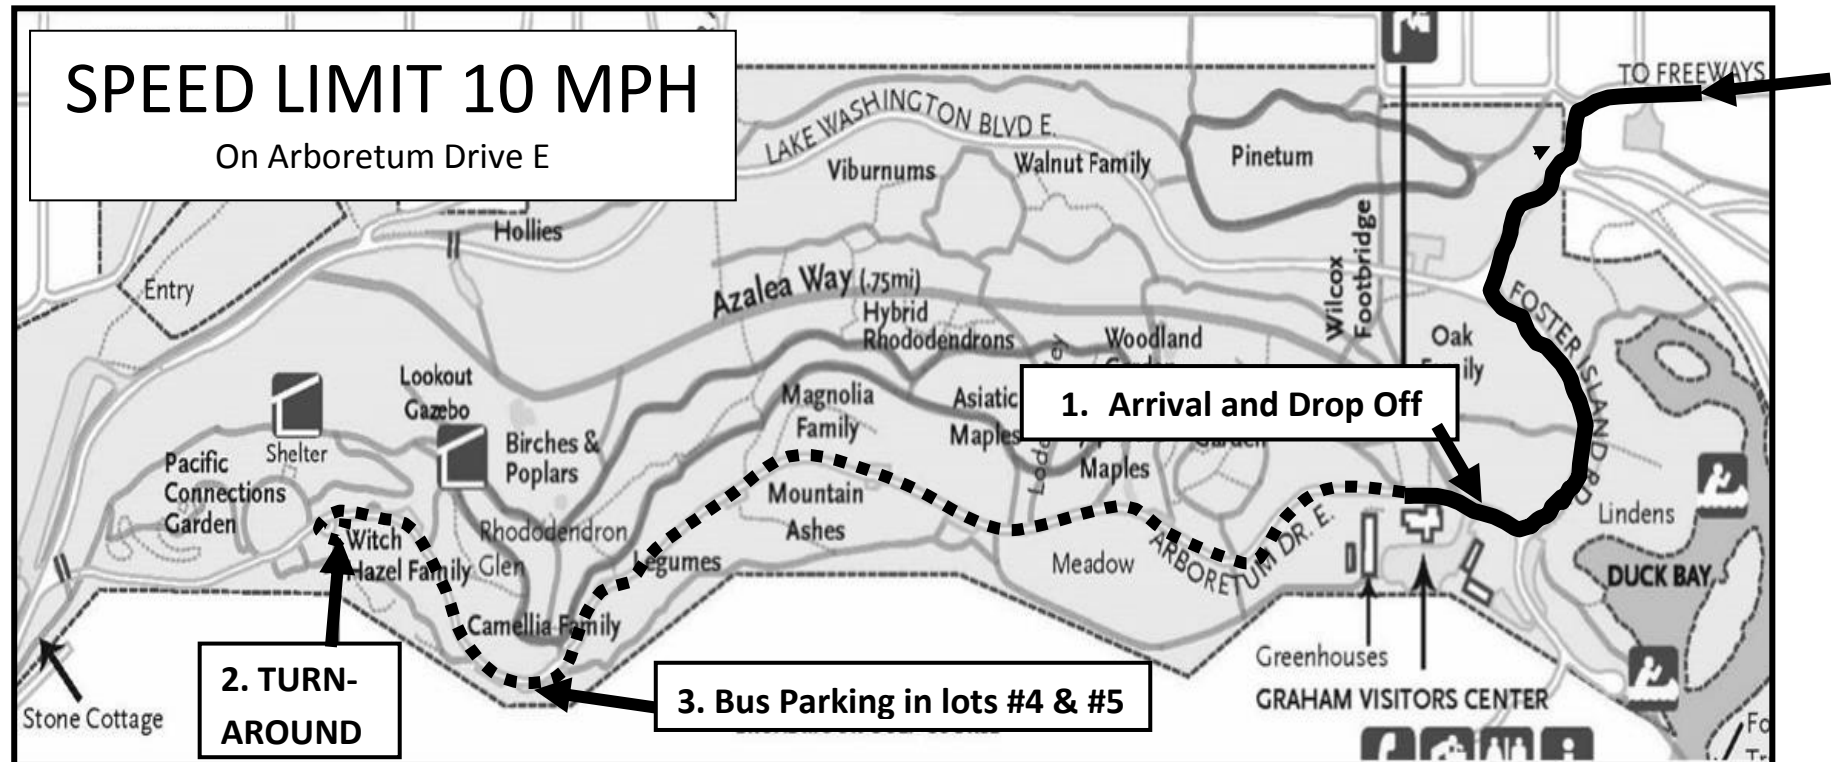 SPEED LIMIT 10 MPH
On Arboretum Drive E
TO FREEWAYS
LAKE WASHINGTON BLVD E.
Viburnums
Walnut Family
Pinetum
Hollies
Entry
Azalea Way (.75mi)
Hybrid
Rhododendrons
Woodland
Wilcox
Footbridge
Oak
FOSTER ISLAND RD
Lookout
Gazebo
Magnolia
Family
Asiatic
Maples
1. Arrival and Drop Off
Shelter
Birches &
Poplars
Pacific
Connections
Garden
Maples
Mountain
Ashes
Lindens
Witch
Hazel Family
Rhododendron
Glen
Legumes
Meadow
ARBORETUM DR. E.
DUCK BAY
Camellia Family
2. TURN-
AROUND
3. Bus Parking in lots #4 & #5
Greenhouses
GRAHAM VISITORS CENTER
Stone Cottage